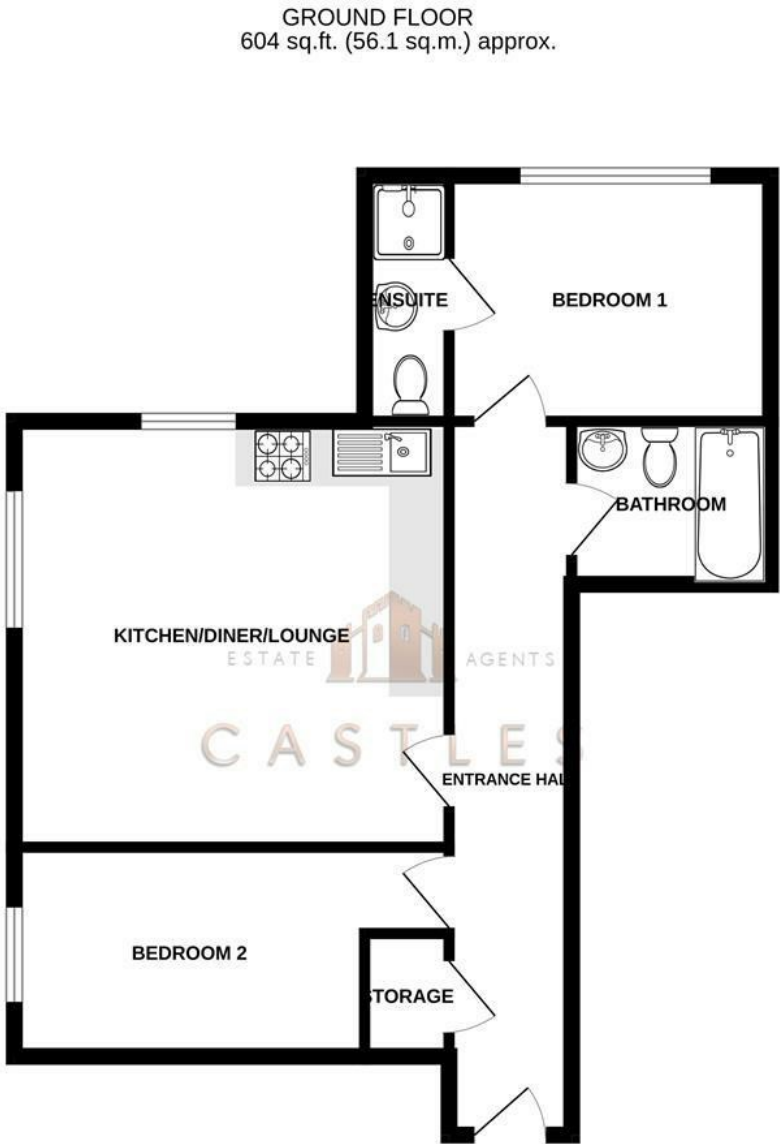 GROUND FLOOR
604 sq.ft. (56.1 sq.m.) approx.
ENSUITE
BEDROOM 1
BATHROOM
KITCHEN/DINER/LOUNGE
ESTATE AGENTS
CASTLES
ENTRANCE HAL
BEDROOM 2
STORAGE